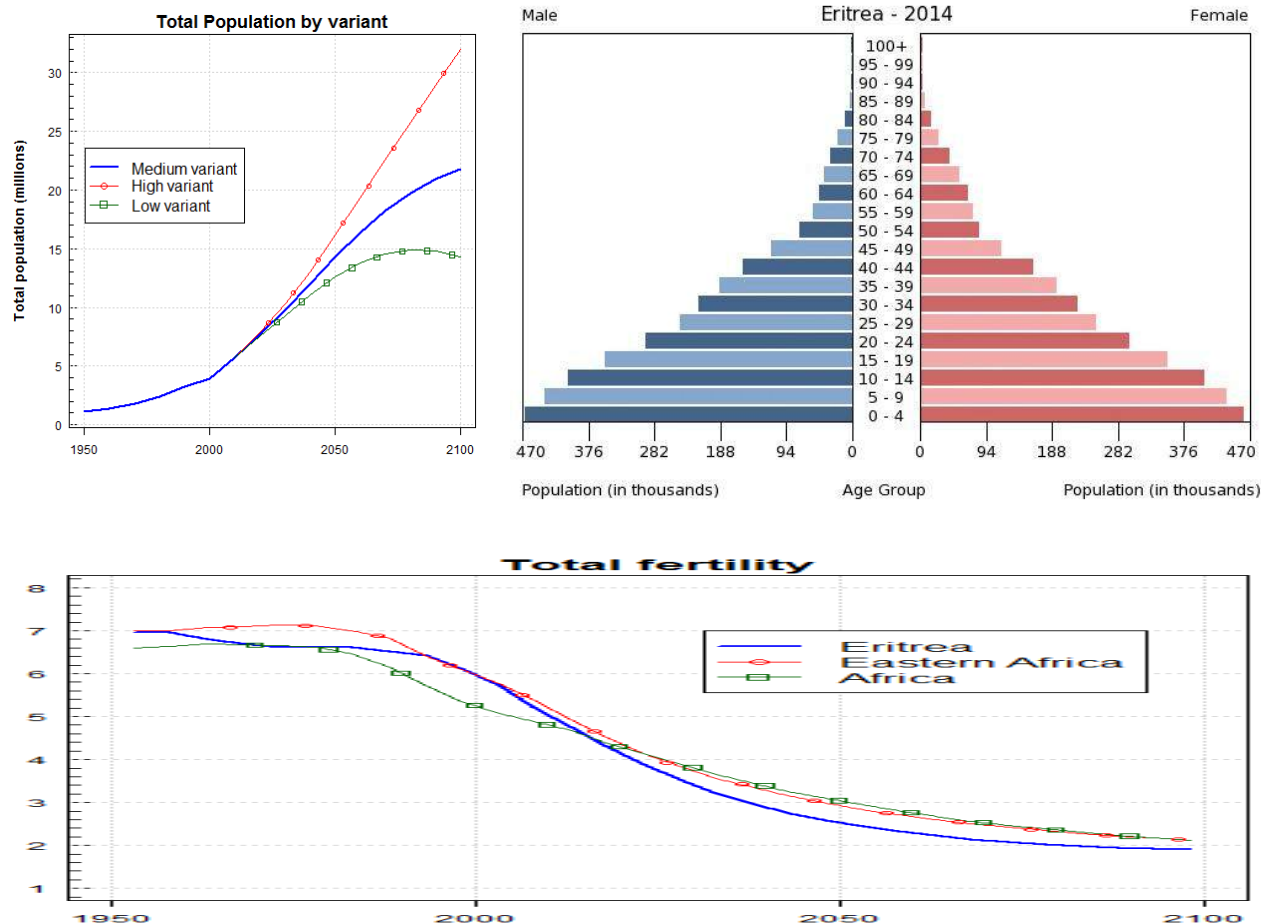 Total Population by variant
Total population (millions)
30
25
20
15
10
5
0
1950 2000 2050 2100
Medium variant
High variant
Low variant
Male Eritrea - 2014 Female
100+
95 - 99
90 - 94
85 - 89
80 - 84
75 - 79
70 - 74
65 - 69
60 - 64
55 - 59
50 - 54
45 - 49
40 - 44
35 - 39
30 - 34
25 - 29
20 - 24
15 - 19
10 - 14
5 - 9
0 - 4
470 376 282 188 94 0 0 94 188 282 376 470
Population (in thousands) Age Group Population (in thousands)
Total fertility
8
7
6
5
4
3
2
1
Eritrea
Eastern Africa
Africa
1950 2000 2050 2100